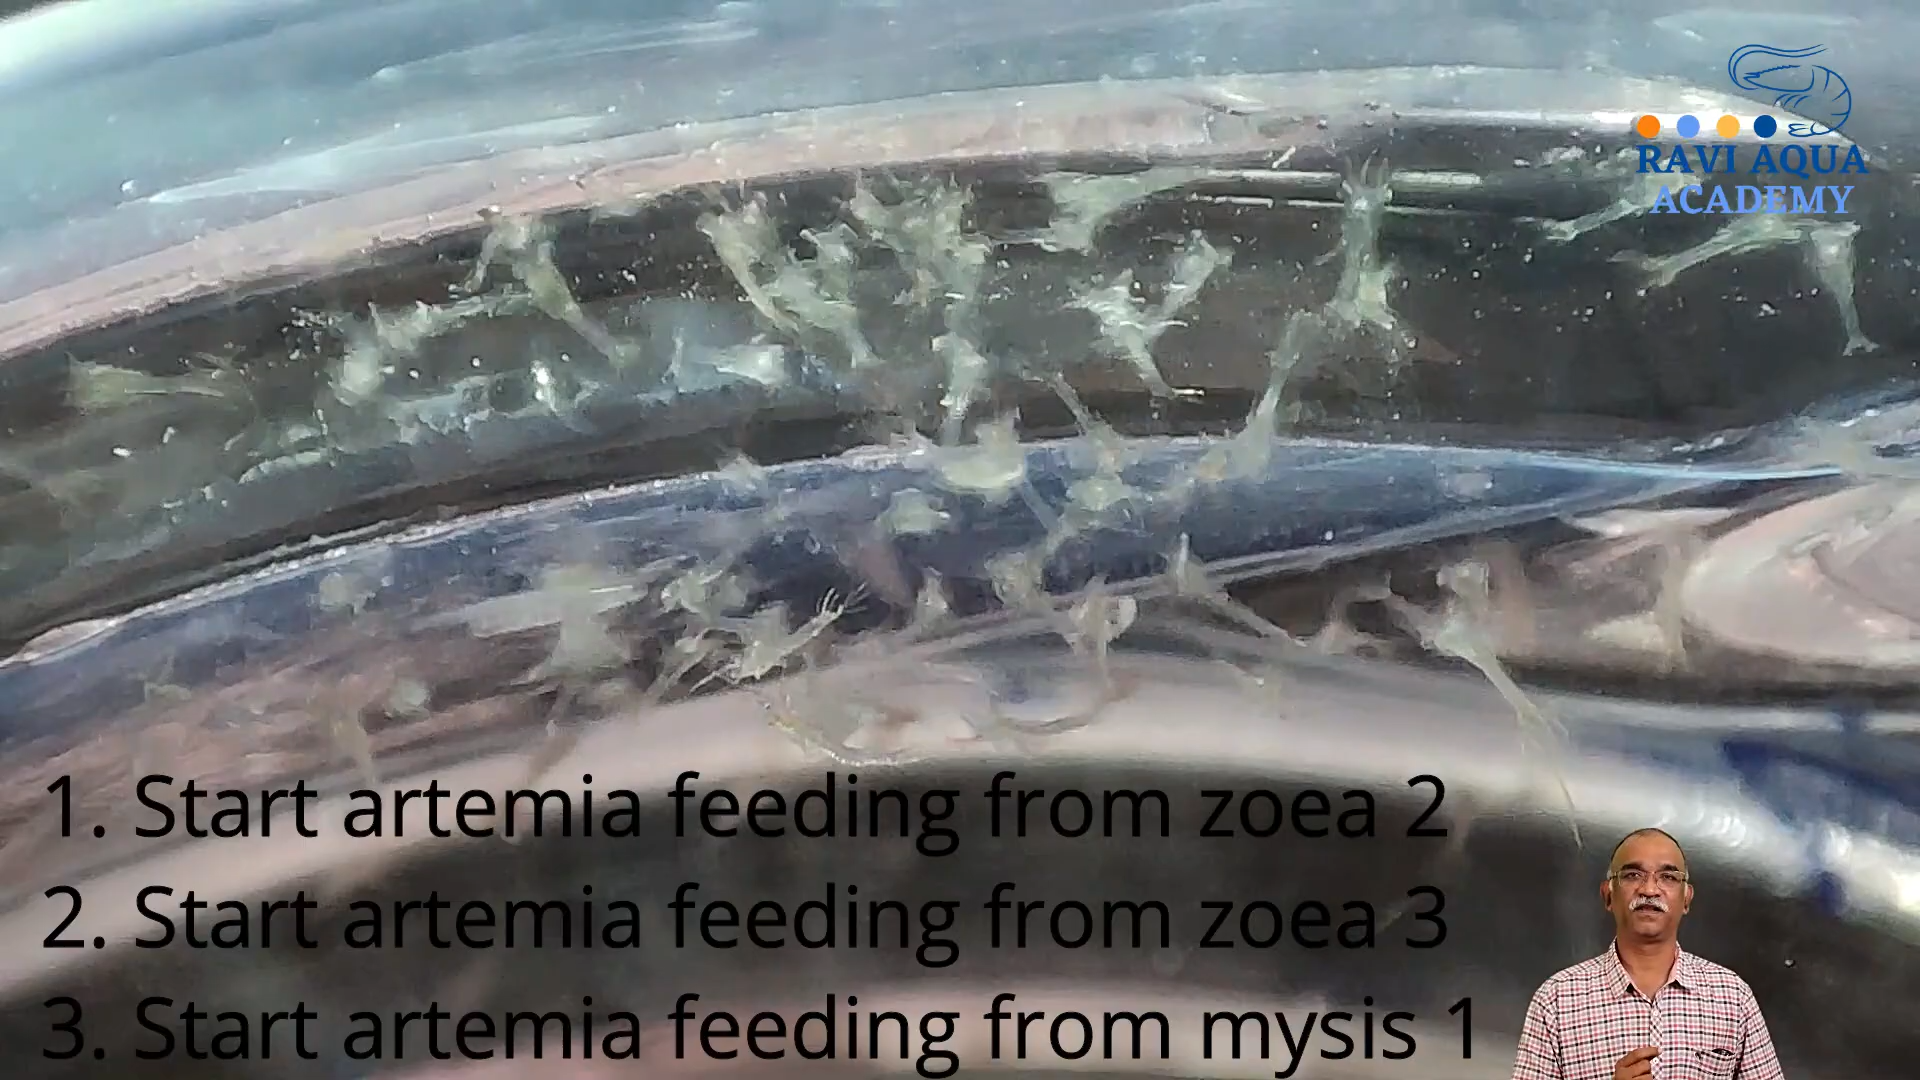 RAVI AQUA
ACADEMY
1. Start artemia feeding from zoea 2
2. Start artemia feeding from zoea 3
3. Start artemia feeding from mysis 1